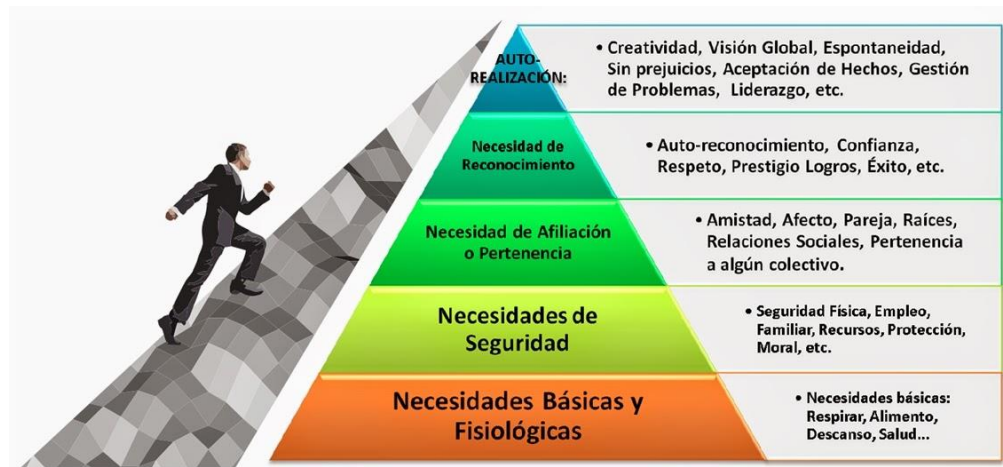 AUTO-
REALIZACIÓN:
• Creatividad, Visión Global, Espontaneidad,
Sin prejuicios, Aceptación de Hechos, Gestión
de Problemas, Liderazgo, etc.
Necesidad de
Reconocimiento
• Auto-reconocimiento, Confianza,
Respeto, Prestigio Logros, Éxito, etc.
Necesidad de Afiliación
o Pertenencia
• Amistad, Afecto, Pareja, Raíces,
Relaciones Sociales, Pertenencia
a algún colectivo.
Necesidades de
Seguridad
• Seguridad Física, Empleo,
Familiar, Recursos, Protección,
Moral, etc.
Necesidades Básicas y
Fisiológicas
• Necesidades básicas:
Respirar, Alimento,
Descanso, Salud...